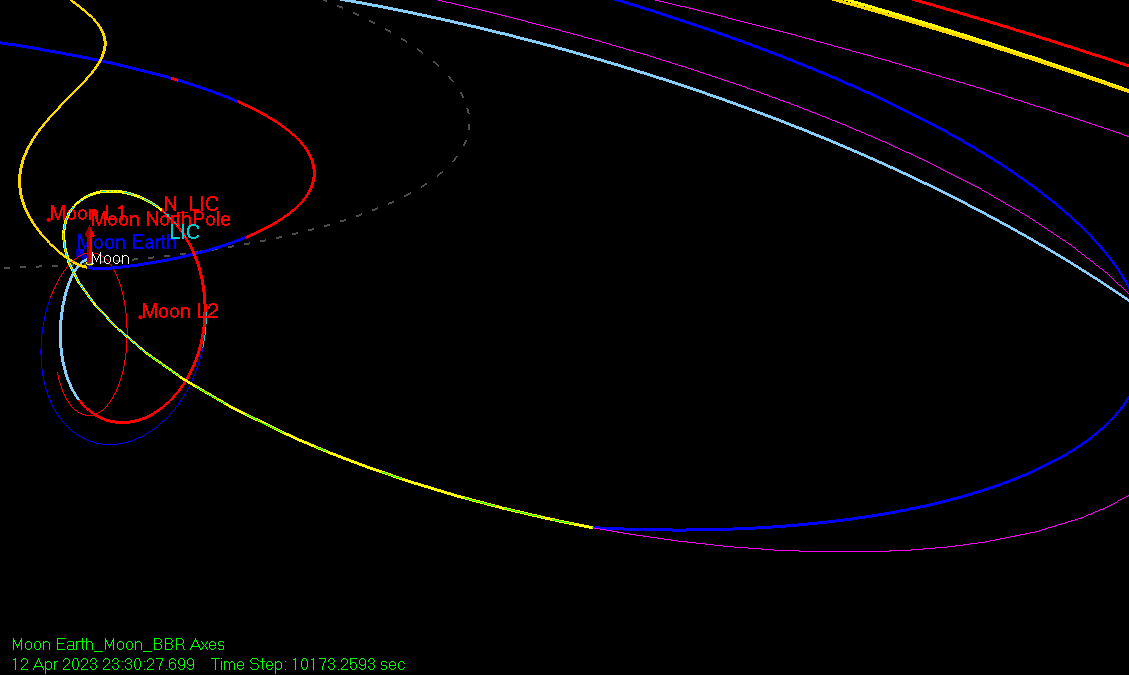 N_LIC
Moon L1
Moon NorthPole
LIC
Moon Earth
Moon
Moon L2
Moon Earth_Moon_BBR Axes
12 Apr 2023 23:30:27.699 Time Step: 10173.2593 sec